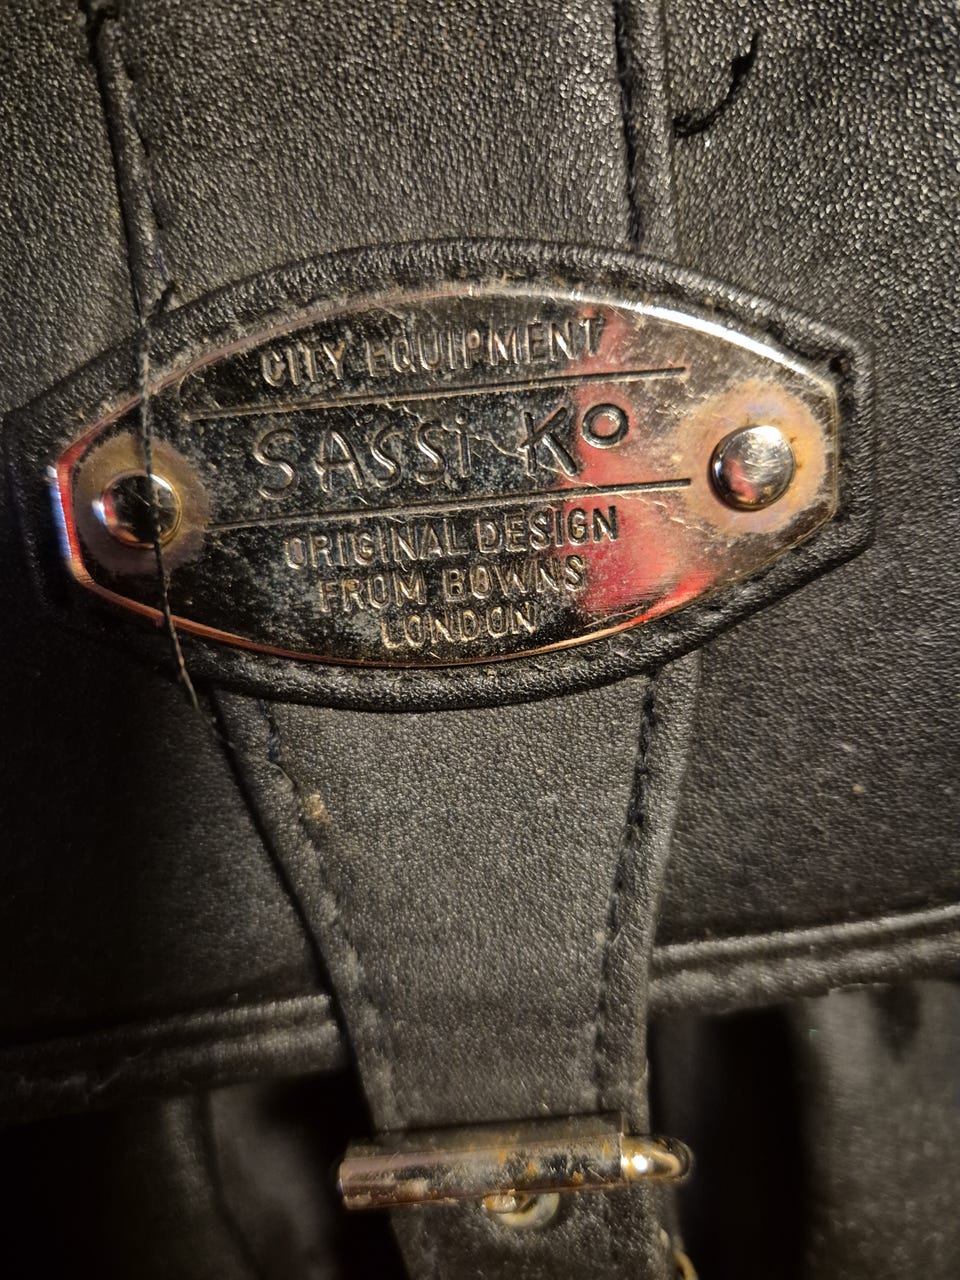 CITY EQUIPMENT
SASSi KO
ORIGINAL DESIGN
FROM BOWNS
LONDON